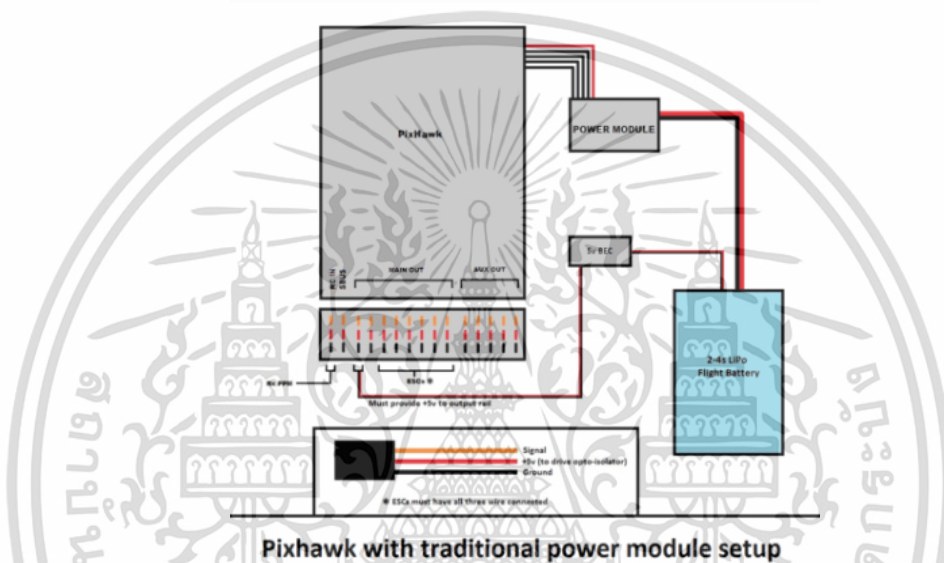 PixHawk
POWER MODULE
5v BEC
RC IN
SBUS
MAIN OUT
AUX OUT
2-4s LiPo
Flight Battery
ESCs *
Must provide +5v to output rail
Signal
+5v (to drive opto-isolator)
Ground
* ESCs must have all three wire connected
Pixhawk with traditional power module setup